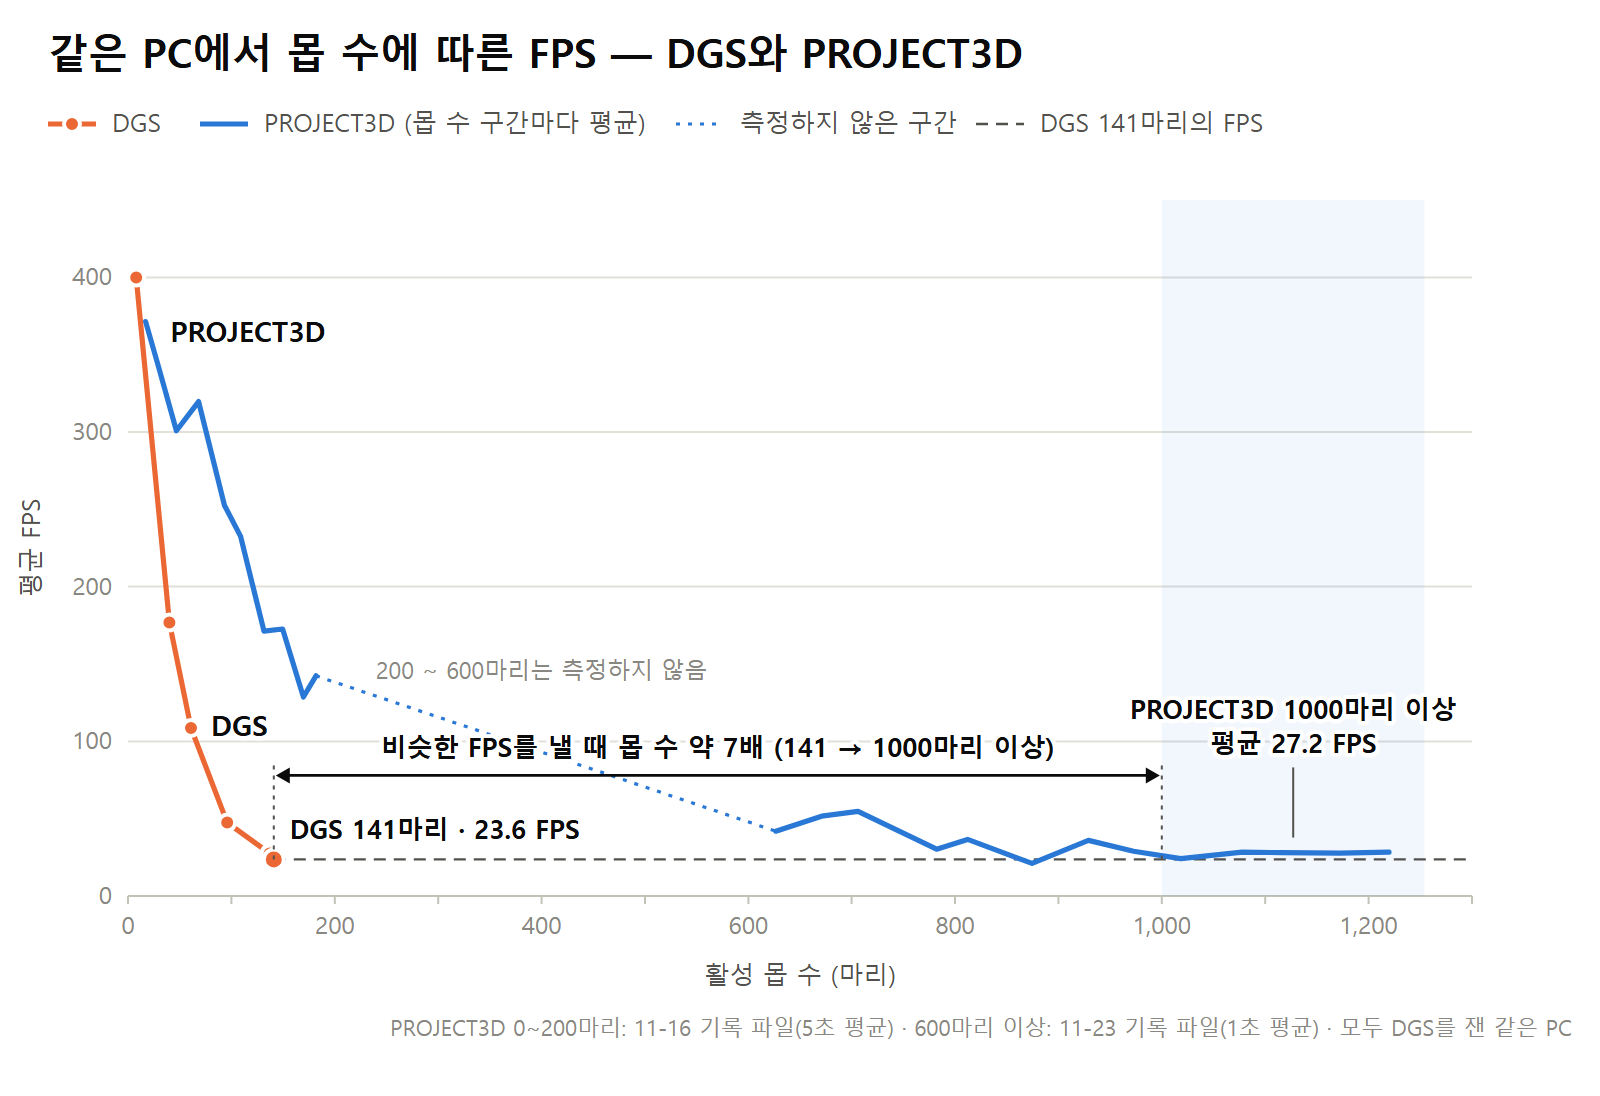 같은 PC에서 몹 수에 따른 FPS — DGS와 PROJECT3D
DGS
PROJECT3D (몹 수 구간마다 평균)
측정하지 않은 구간
DGS 141마리의 FPS
평균 FPS
400
300
200
100
0
PROJECT3D
200 ~ 600마리는 측정하지 않음
DGS
비슷한 FPS를 낼 때 몹 수 약 7배 (141 → 1000마리 이상)
PROJECT3D 1000마리 이상
평균 27.2 FPS
DGS 141마리 · 23.6 FPS
0
200
400
600
800
1,000
1,200
활성 몹 수 (마리)
PROJECT3D 0~200마리: 11-16 기록 파일(5초 평균) · 600마리 이상: 11-23 기록 파일(1초 평균) · 모두 DGS를 잰 같은 PC